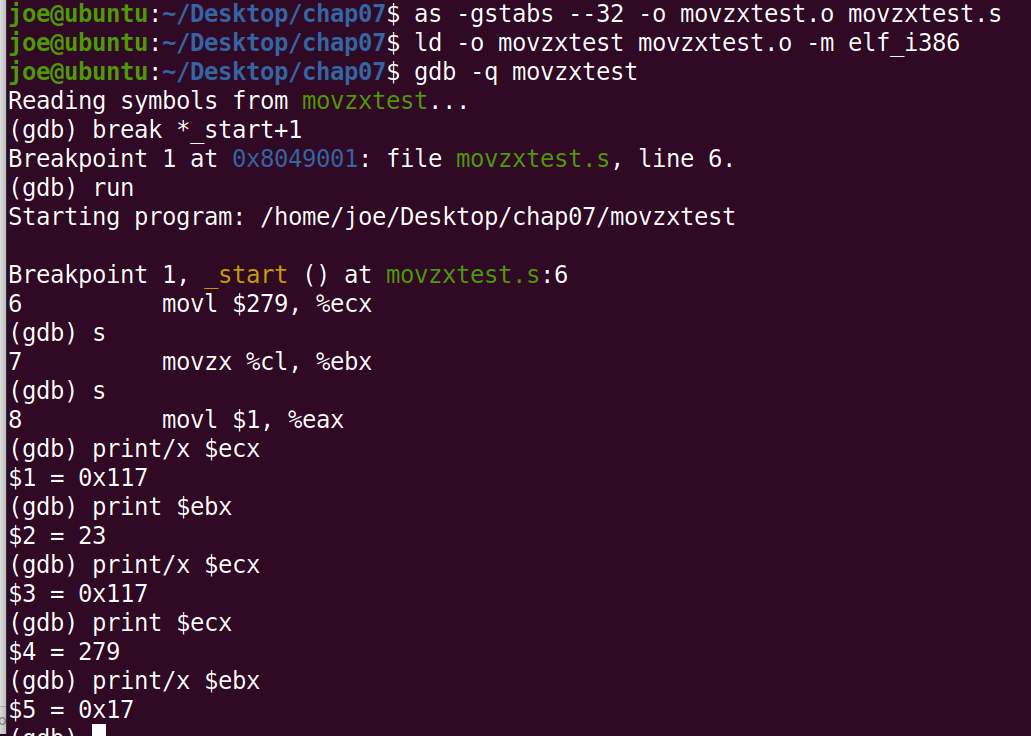 joe@ubuntu:~/Desktop/chap07$ as -gstabs --32 -o movzxtest.o movzxtest.s
joe@ubuntu:~/Desktop/chap07$ ld -o movzxtest movzxtest.o -m elf_i386
joe@ubuntu:~/Desktop/chap07$ gdb -q movzxtest
Reading symbols from movzxtest...
(gdb) break *_start+1
Breakpoint 1 at 0x8049001: file movzxtest.s, line 6.
(gdb) run
Starting program: /home/joe/Desktop/chap07/movzxtest
Breakpoint 1, _start () at movzxtest.s:6
6 movl $279, %ecx
(gdb) s
7 movzx %cl, %ebx
(gdb) s
8 movl $1, %eax
(gdb) print/x $ecx
$1 = 0x117
(gdb) print $ebx
$2 = 23
(gdb) print/x $ecx
$3 = 0x117
(gdb) print $ecx
$4 = 279
(gdb) print/x $ebx
$5 = 0x17
(gdb)